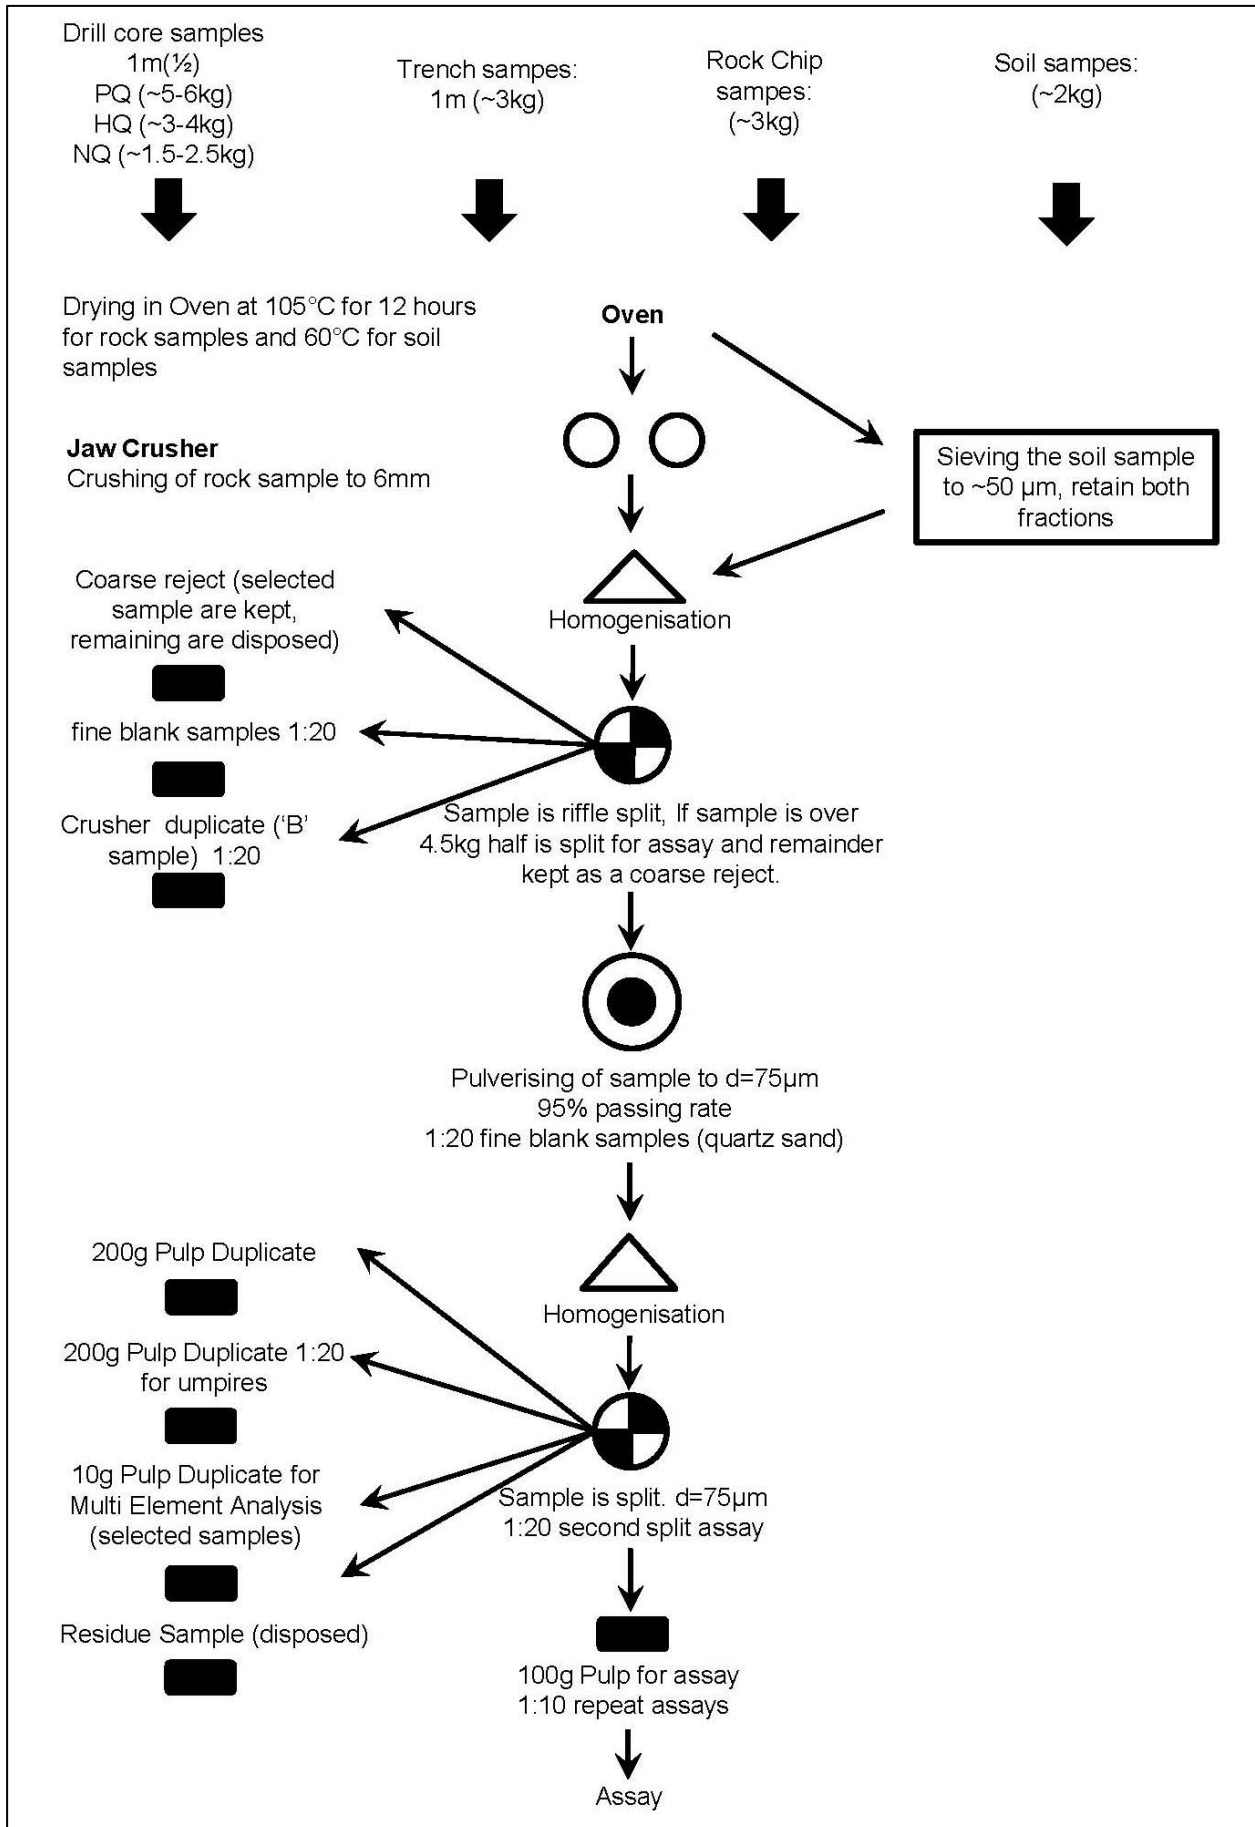 Drill core samples
1m(½)
PQ (~5-6kg)
HQ (~3-4kg)
NQ (~1.5-2.5kg)
Trench sampes:
1m (~3kg)
Rock Chip
sampes:
(~3kg)
Soil sampes:
(~2kg)
Drying in Oven at 105°C for 12 hours
for rock samples and 60°C for soil
samples
Oven
Jaw Crusher
Crushing of rock sample to 6mm
Sieving the soil sample
to ~50 µm, retain both
fractions
Homogenisation
Coarse reject (selected
sample are kept,
remaining are disposed)
fine blank samples 1:20
Crusher duplicate (‘B’
sample) 1:20
Sample is riffle split, If sample is over
4.5kg half is split for assay and remainder
kept as a coarse reject.
Pulverising of sample to d=75µm
95% passing rate
1:20 fine blank samples (quartz sand)
Homogenisation
200g Pulp Duplicate
200g Pulp Duplicate 1:20
for umpires
10g Pulp Duplicate for
Multi Element Analysis
(selected samples)
Residue Sample (disposed)
Sample is split. d=75µm
1:20 second split assay
100g Pulp for assay
1:10 repeat assays
Assay